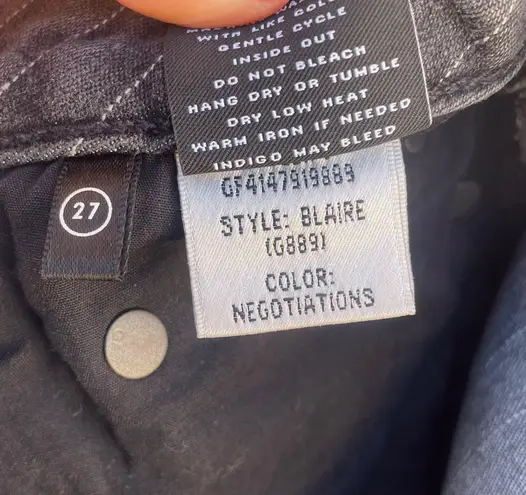 WITH LIKE COLORS
GENTLE CYCLE
INSIDE OUT
DO NOT BLEACH
HANG DRY OR TUMBLE
DRY LOW HEAT
WARM IRON IF NEEDED
INDIGO MAY BLEED
GF4147919889
STYLE: BLAIRE
(G889)
COLOR:
NEGOTIATIONS
27